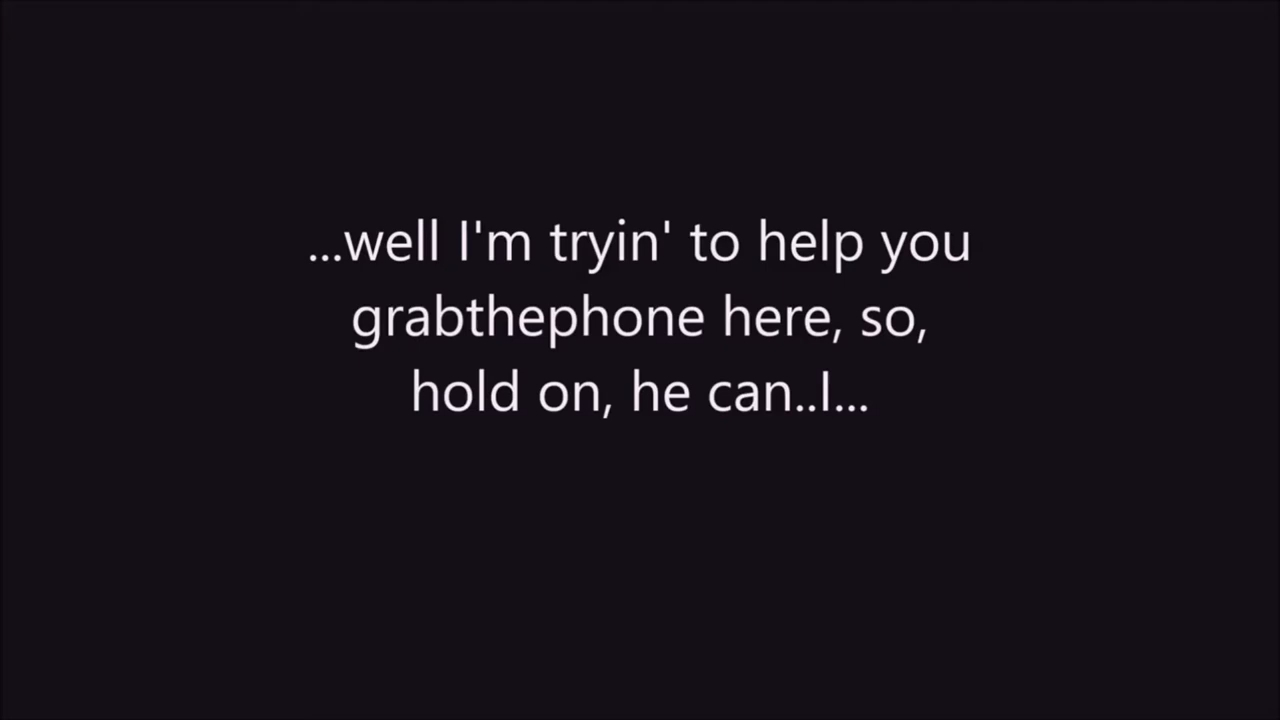 ...well I'm tryin' to help you
grabthephone here, so,
hold on, he can..I...